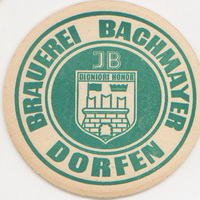 BRAUEREI BACHMAYER
JB
DIGNIORI HONOR
DORFEN